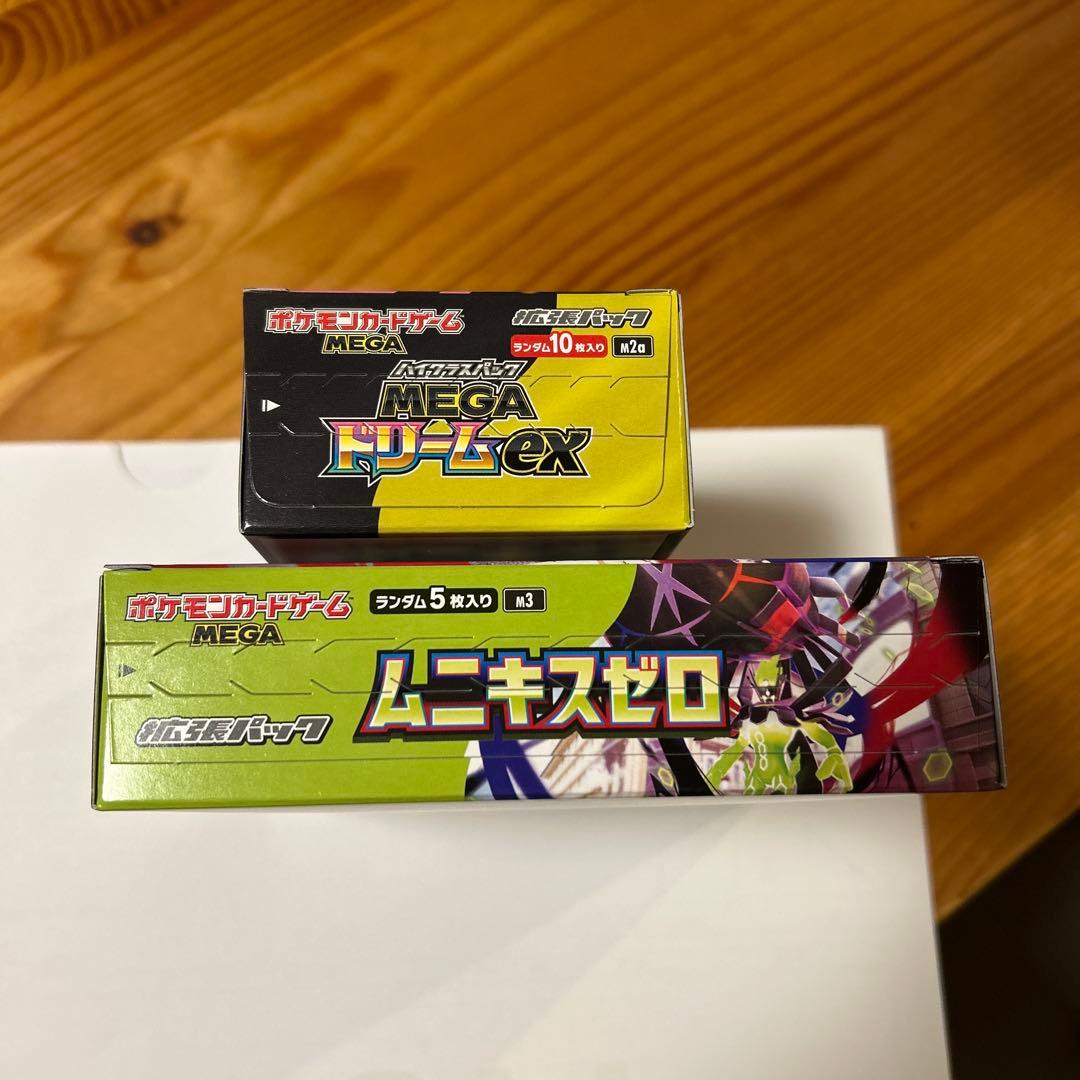 ポケモンカードゲーム
MEGA
拡張パック
ランダム10枚入り M2a
ハイクラスパック
MEGA
ドリームex
ポケモンカードゲーム
MEGA
ランダム5枚入り M3
ムニキスゼロ
拡張パック